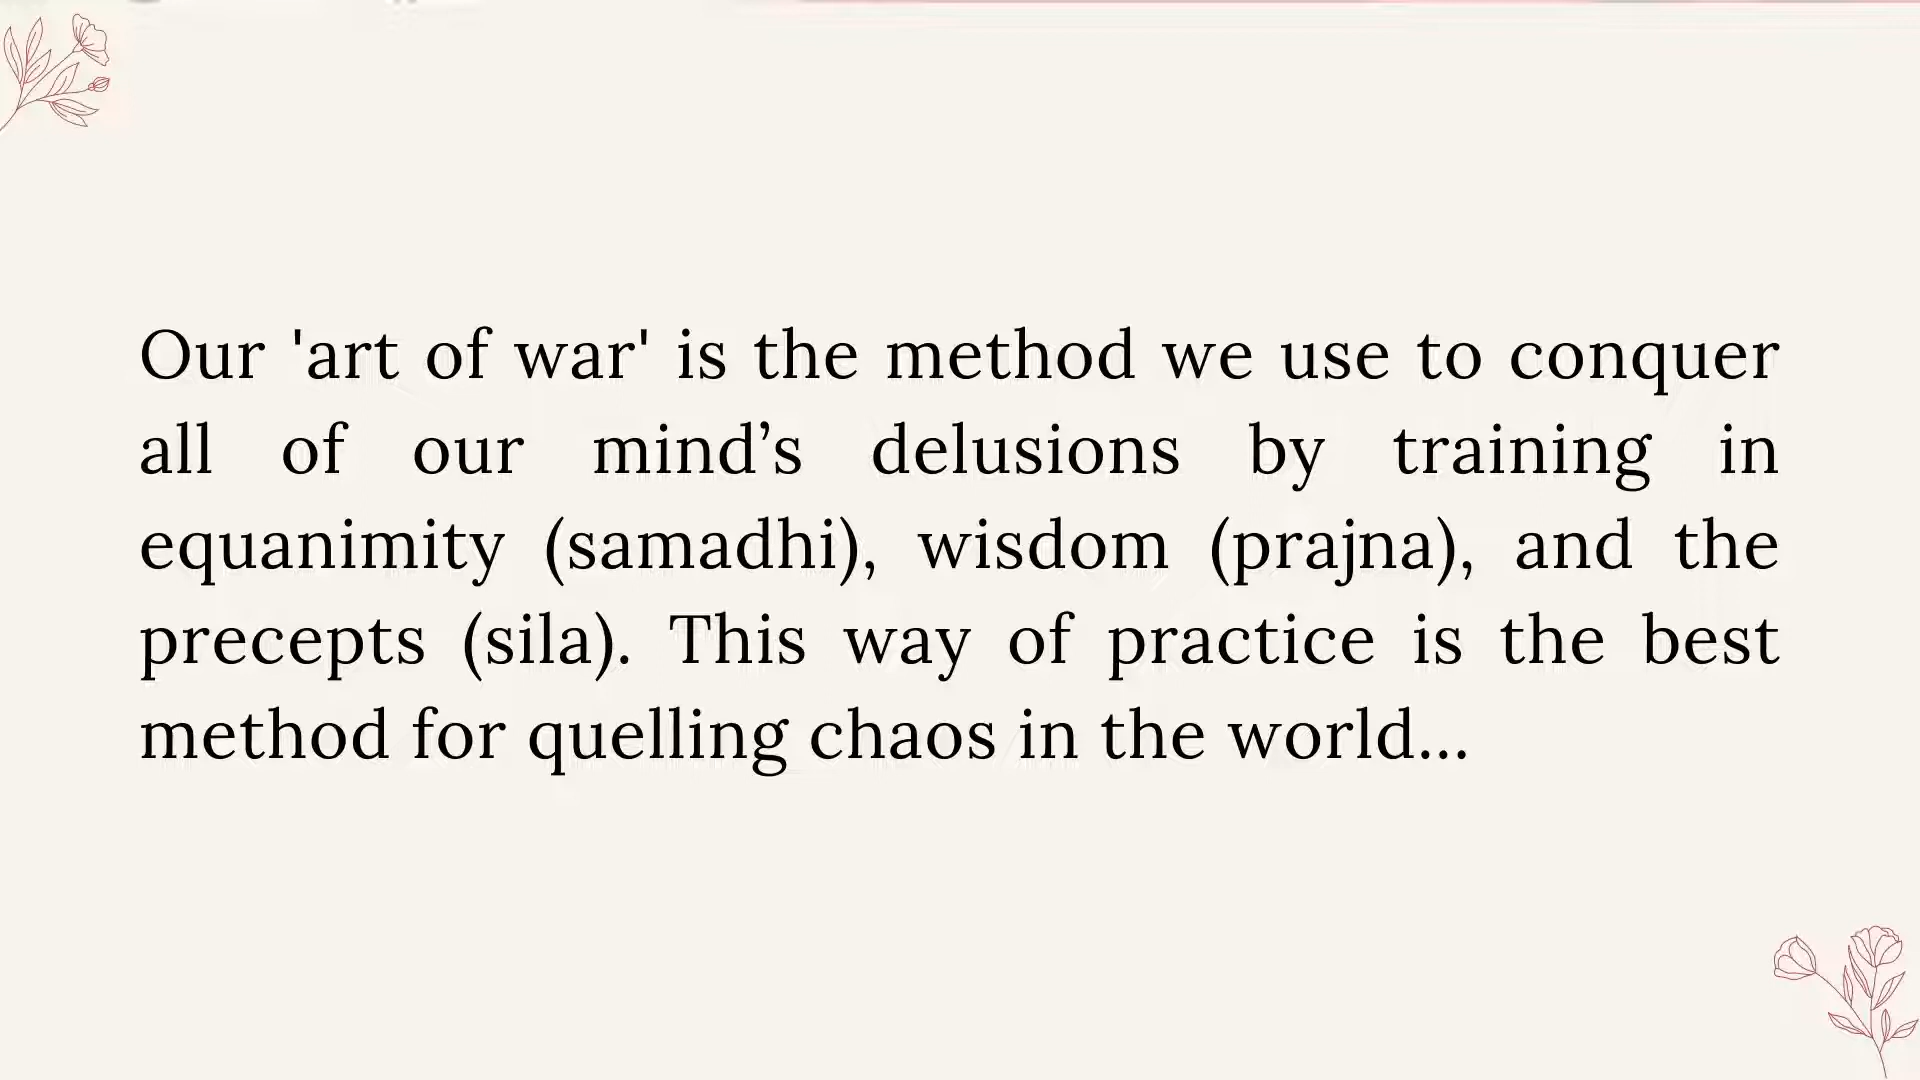 Our 'art of war' is the method we use to conquer
all of our mind’s delusions by training in
equanimity (samadhi), wisdom (prajna), and the
precepts (sila). This way of practice is the best
method for quelling chaos in the world...